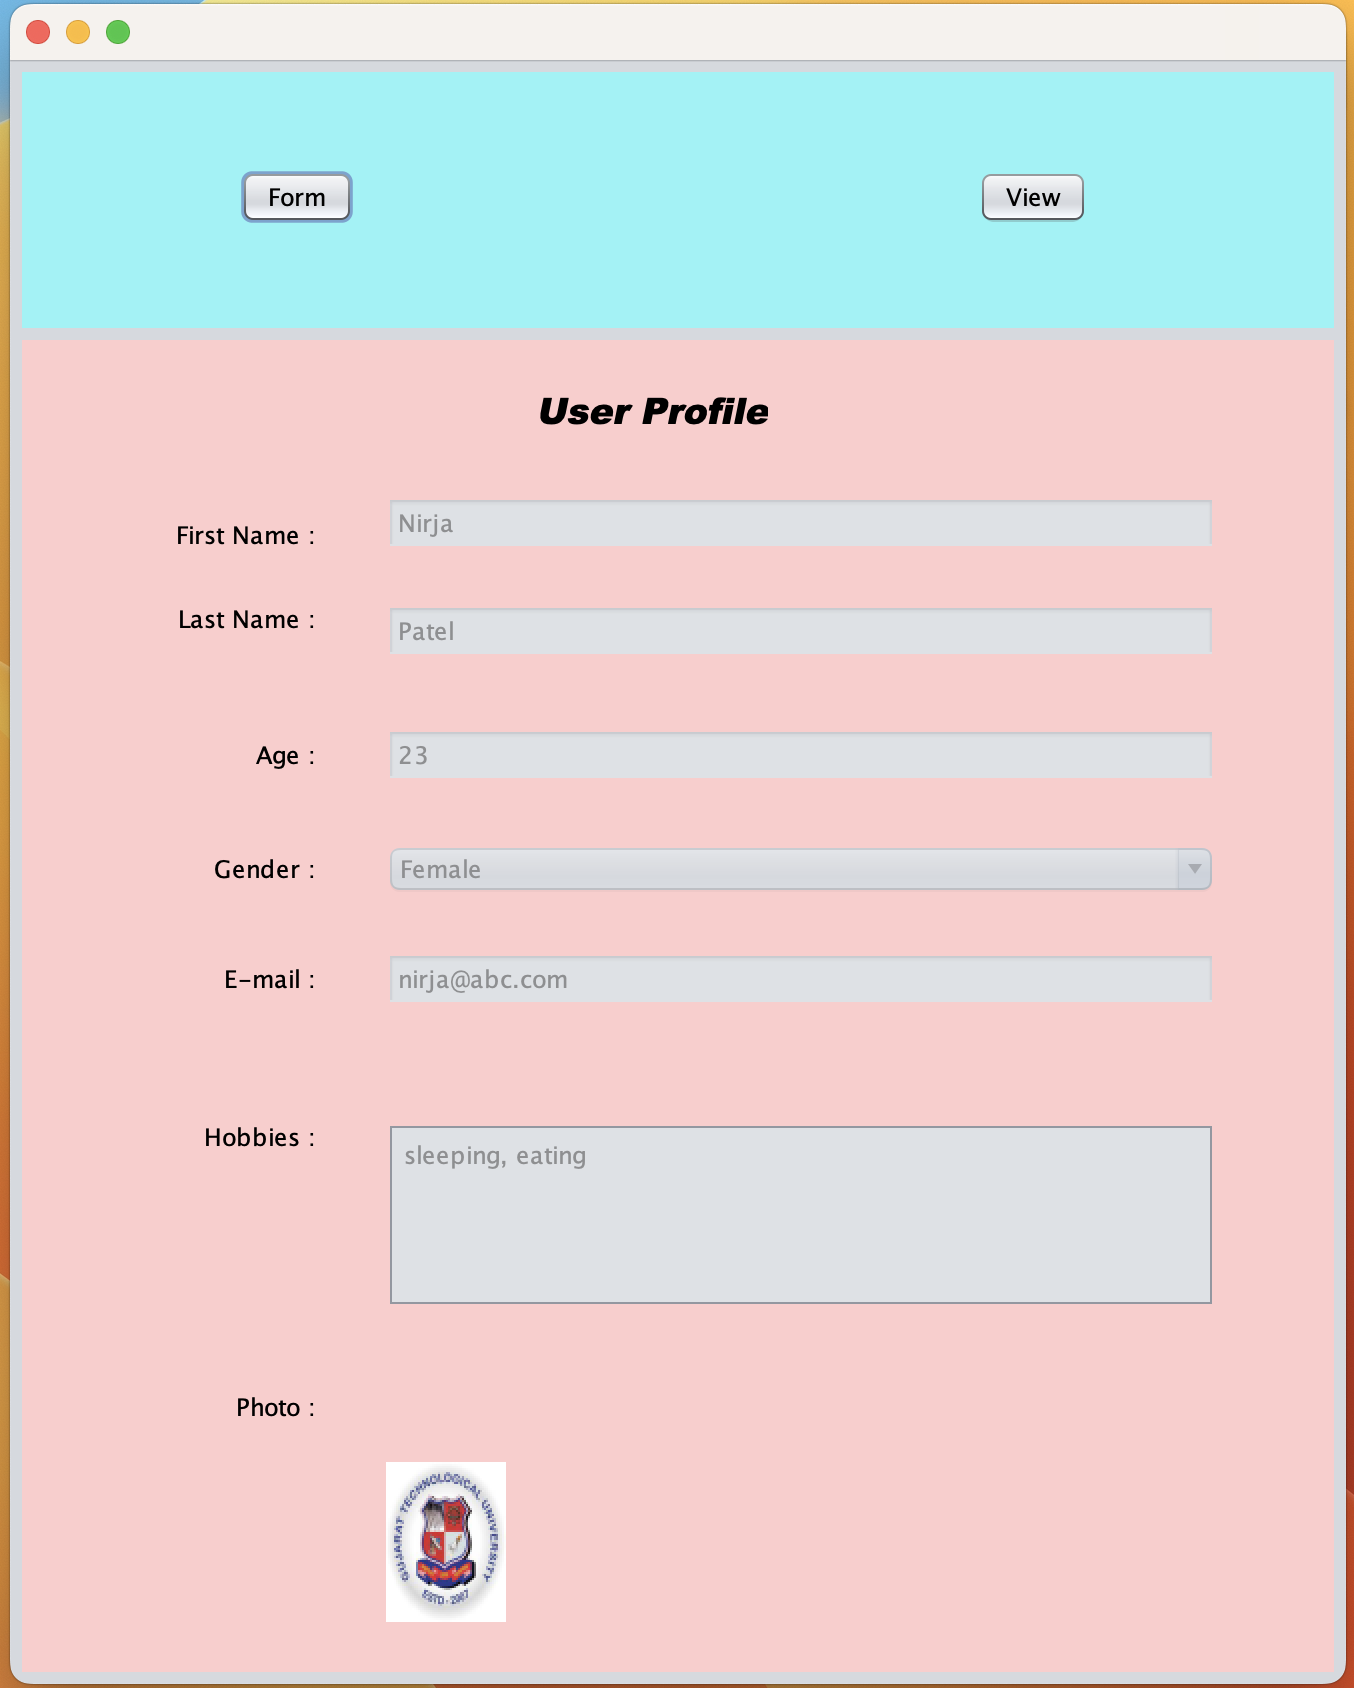 Form
View
User Profile
First Name :
Nirja
Last Name :
Patel
Age :
23
Gender :
Female
E-mail :
nirja@abc.com
Hobbies :
sleeping, eating
Photo :
GUJARAT TECHNOLOGICAL UNIVERSITY
ESTD - 2007